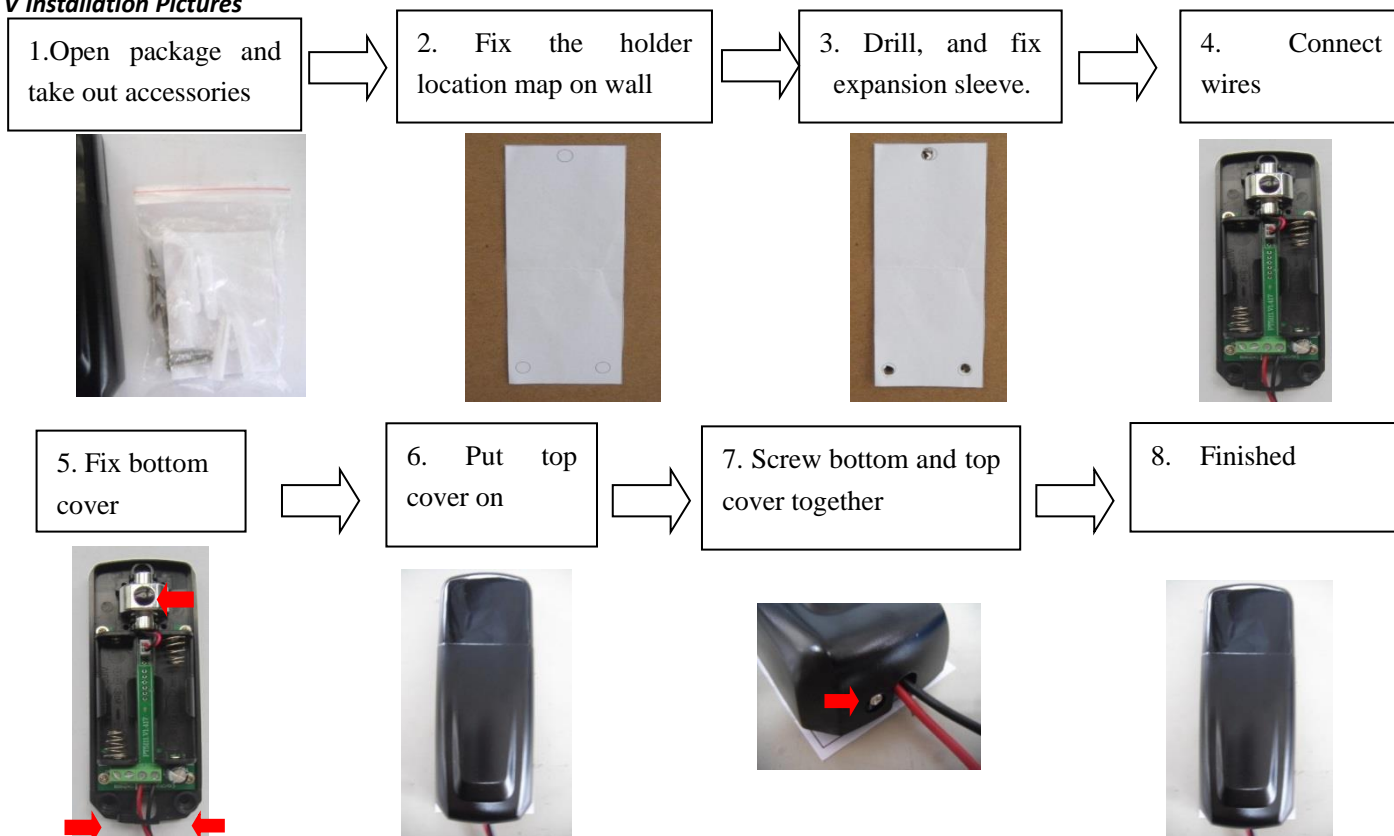 V Installation Pictures
1.Open package and
take out accessories
2. Fix the holder
location map on wall
3. Drill, and fix
expansion sleeve.
4. Connect
wires
5. Fix bottom
cover
6. Put top
cover on
7. Screw bottom and top
cover together
8. Finished